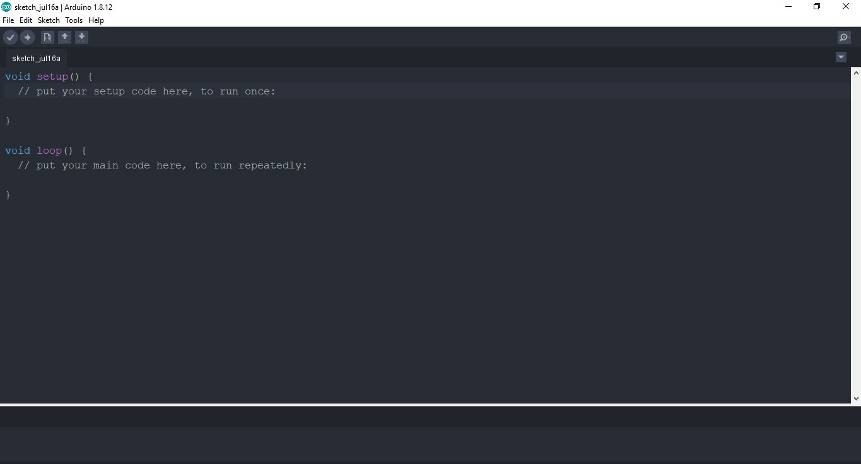 sketch_jul16a | Arduino 1.8.12
File Edit Sketch Tools Help
sketch_jul16a
void setup() {
  // put your setup code here, to run once:
}
void loop() {
  // put your main code here, to run repeatedly:
}